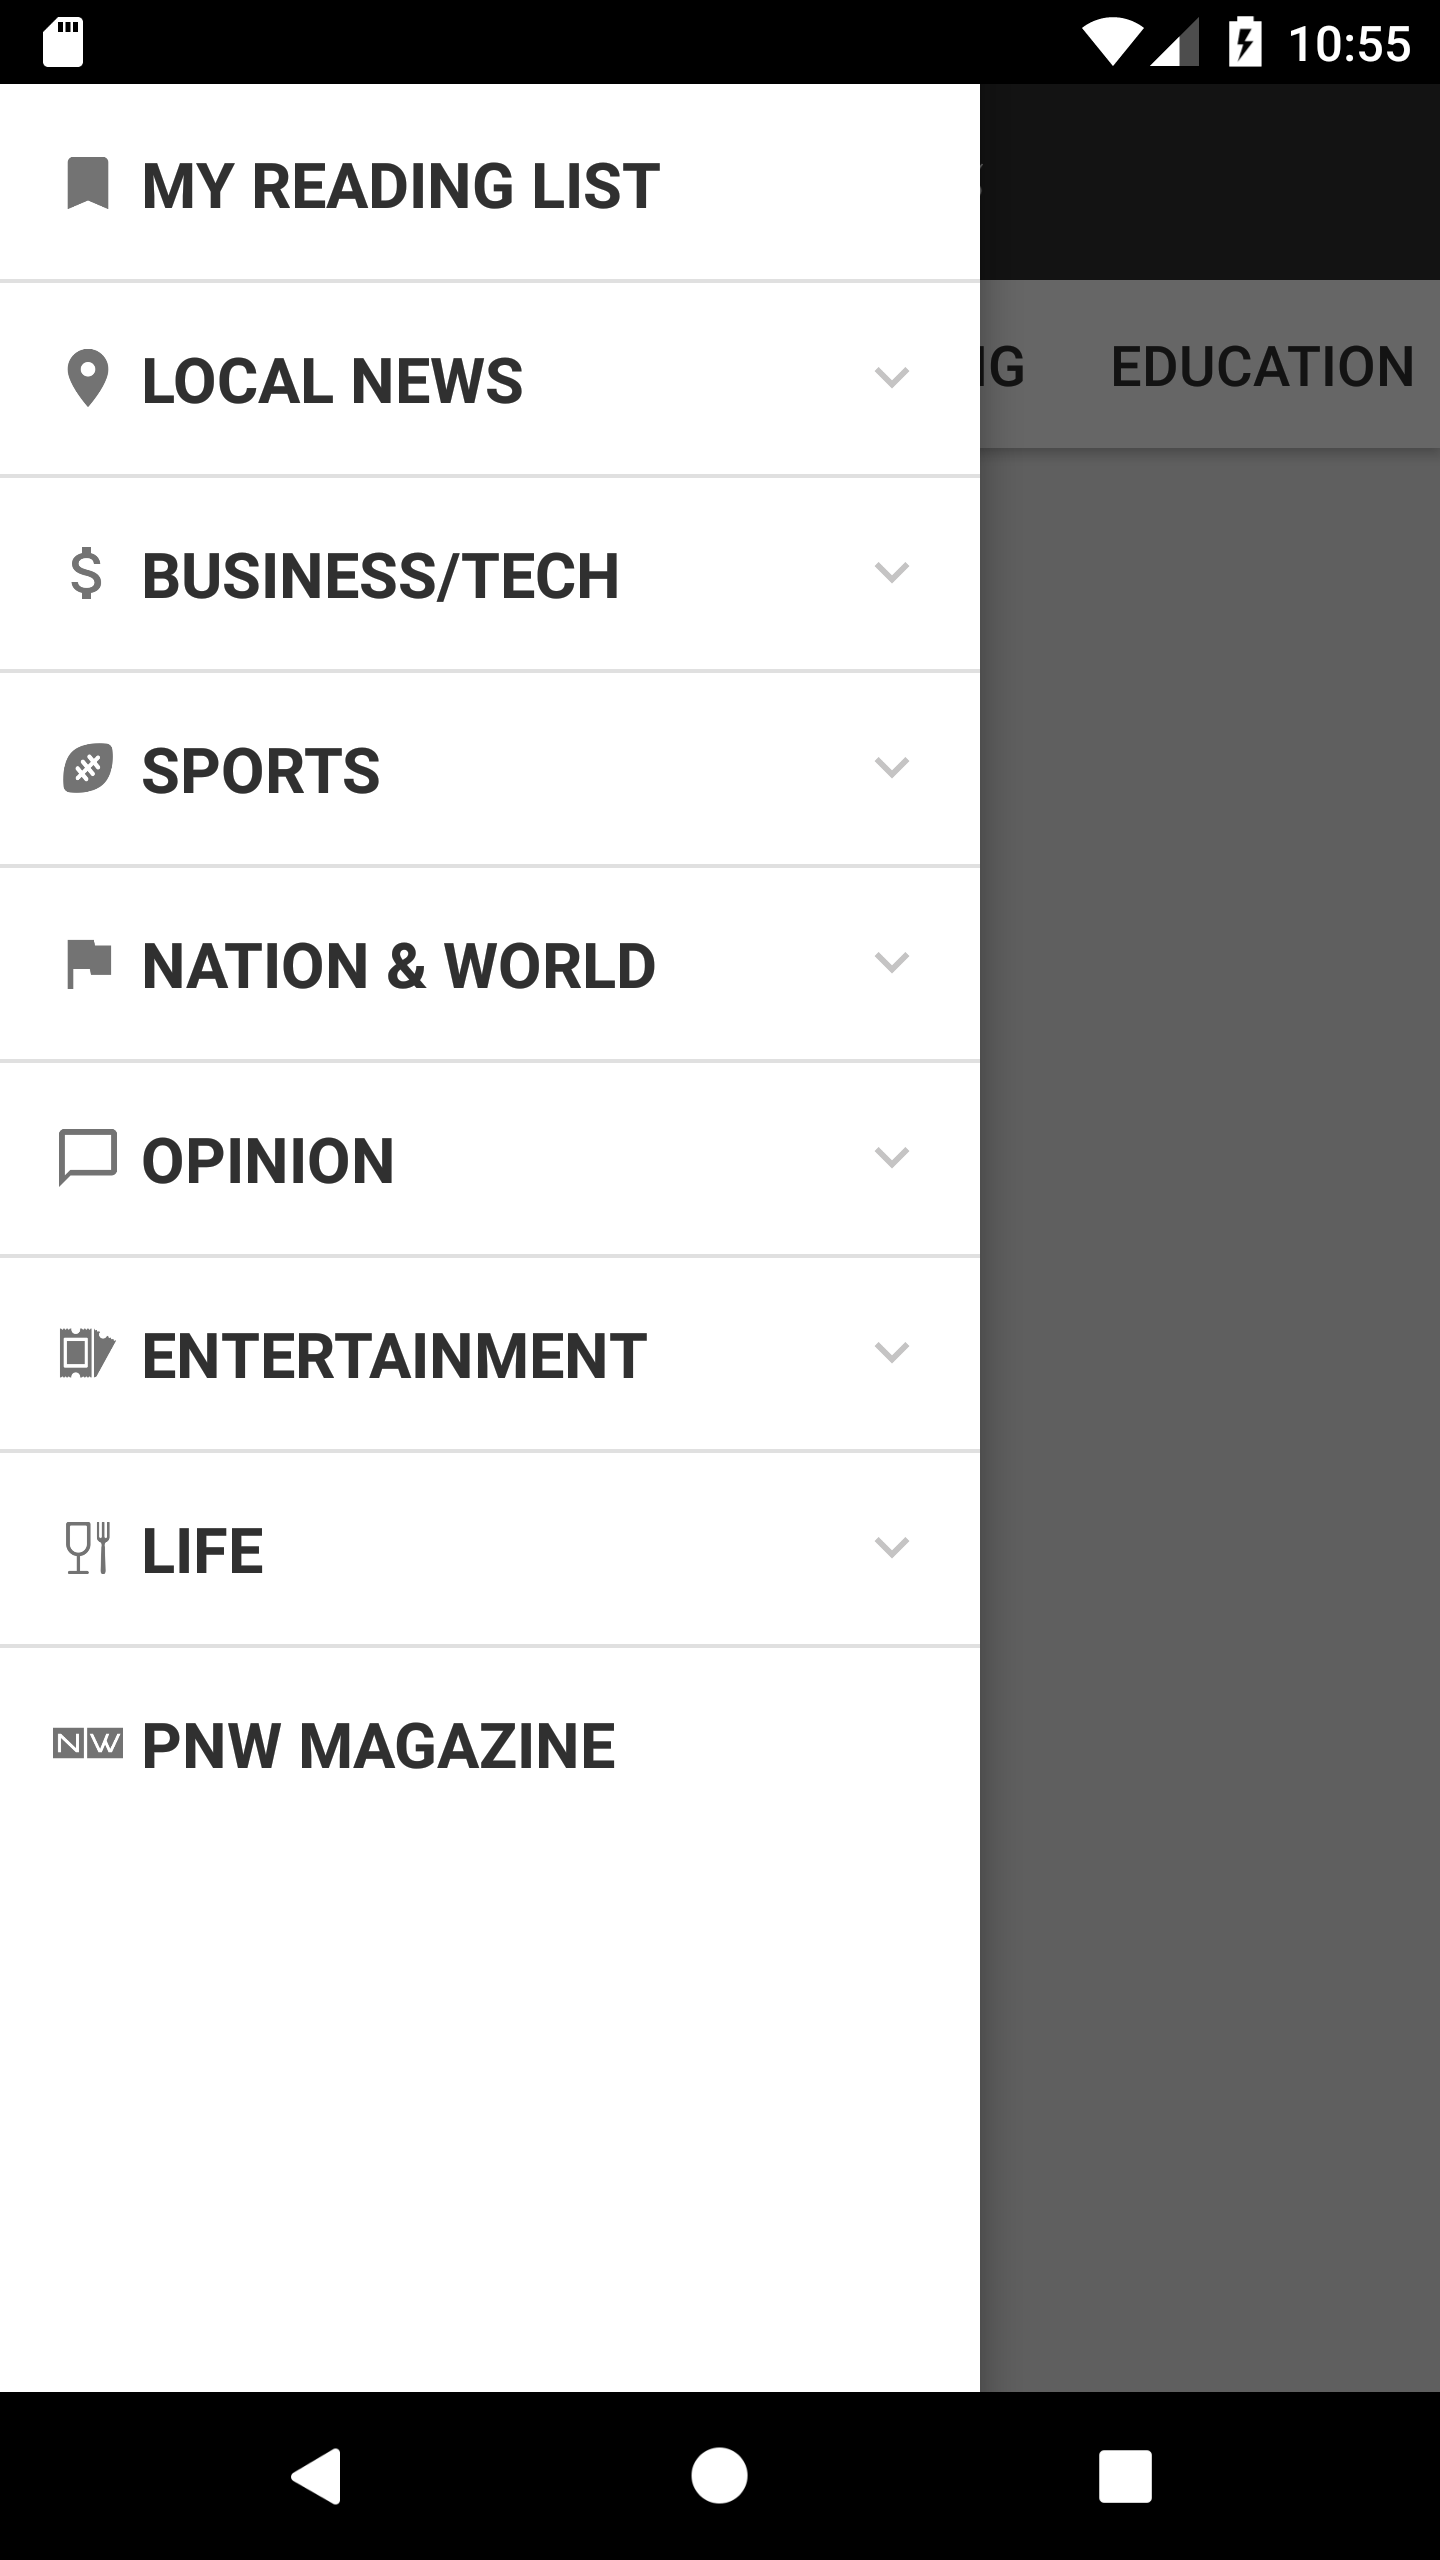 10:55
MY READING LIST
LOCAL NEWS
EDUCATION
BUSINESS/TECH
SPORTS
NATION & WORLD
OPINION
ENTERTAINMENT
LIFE
NW PNW MAGAZINE